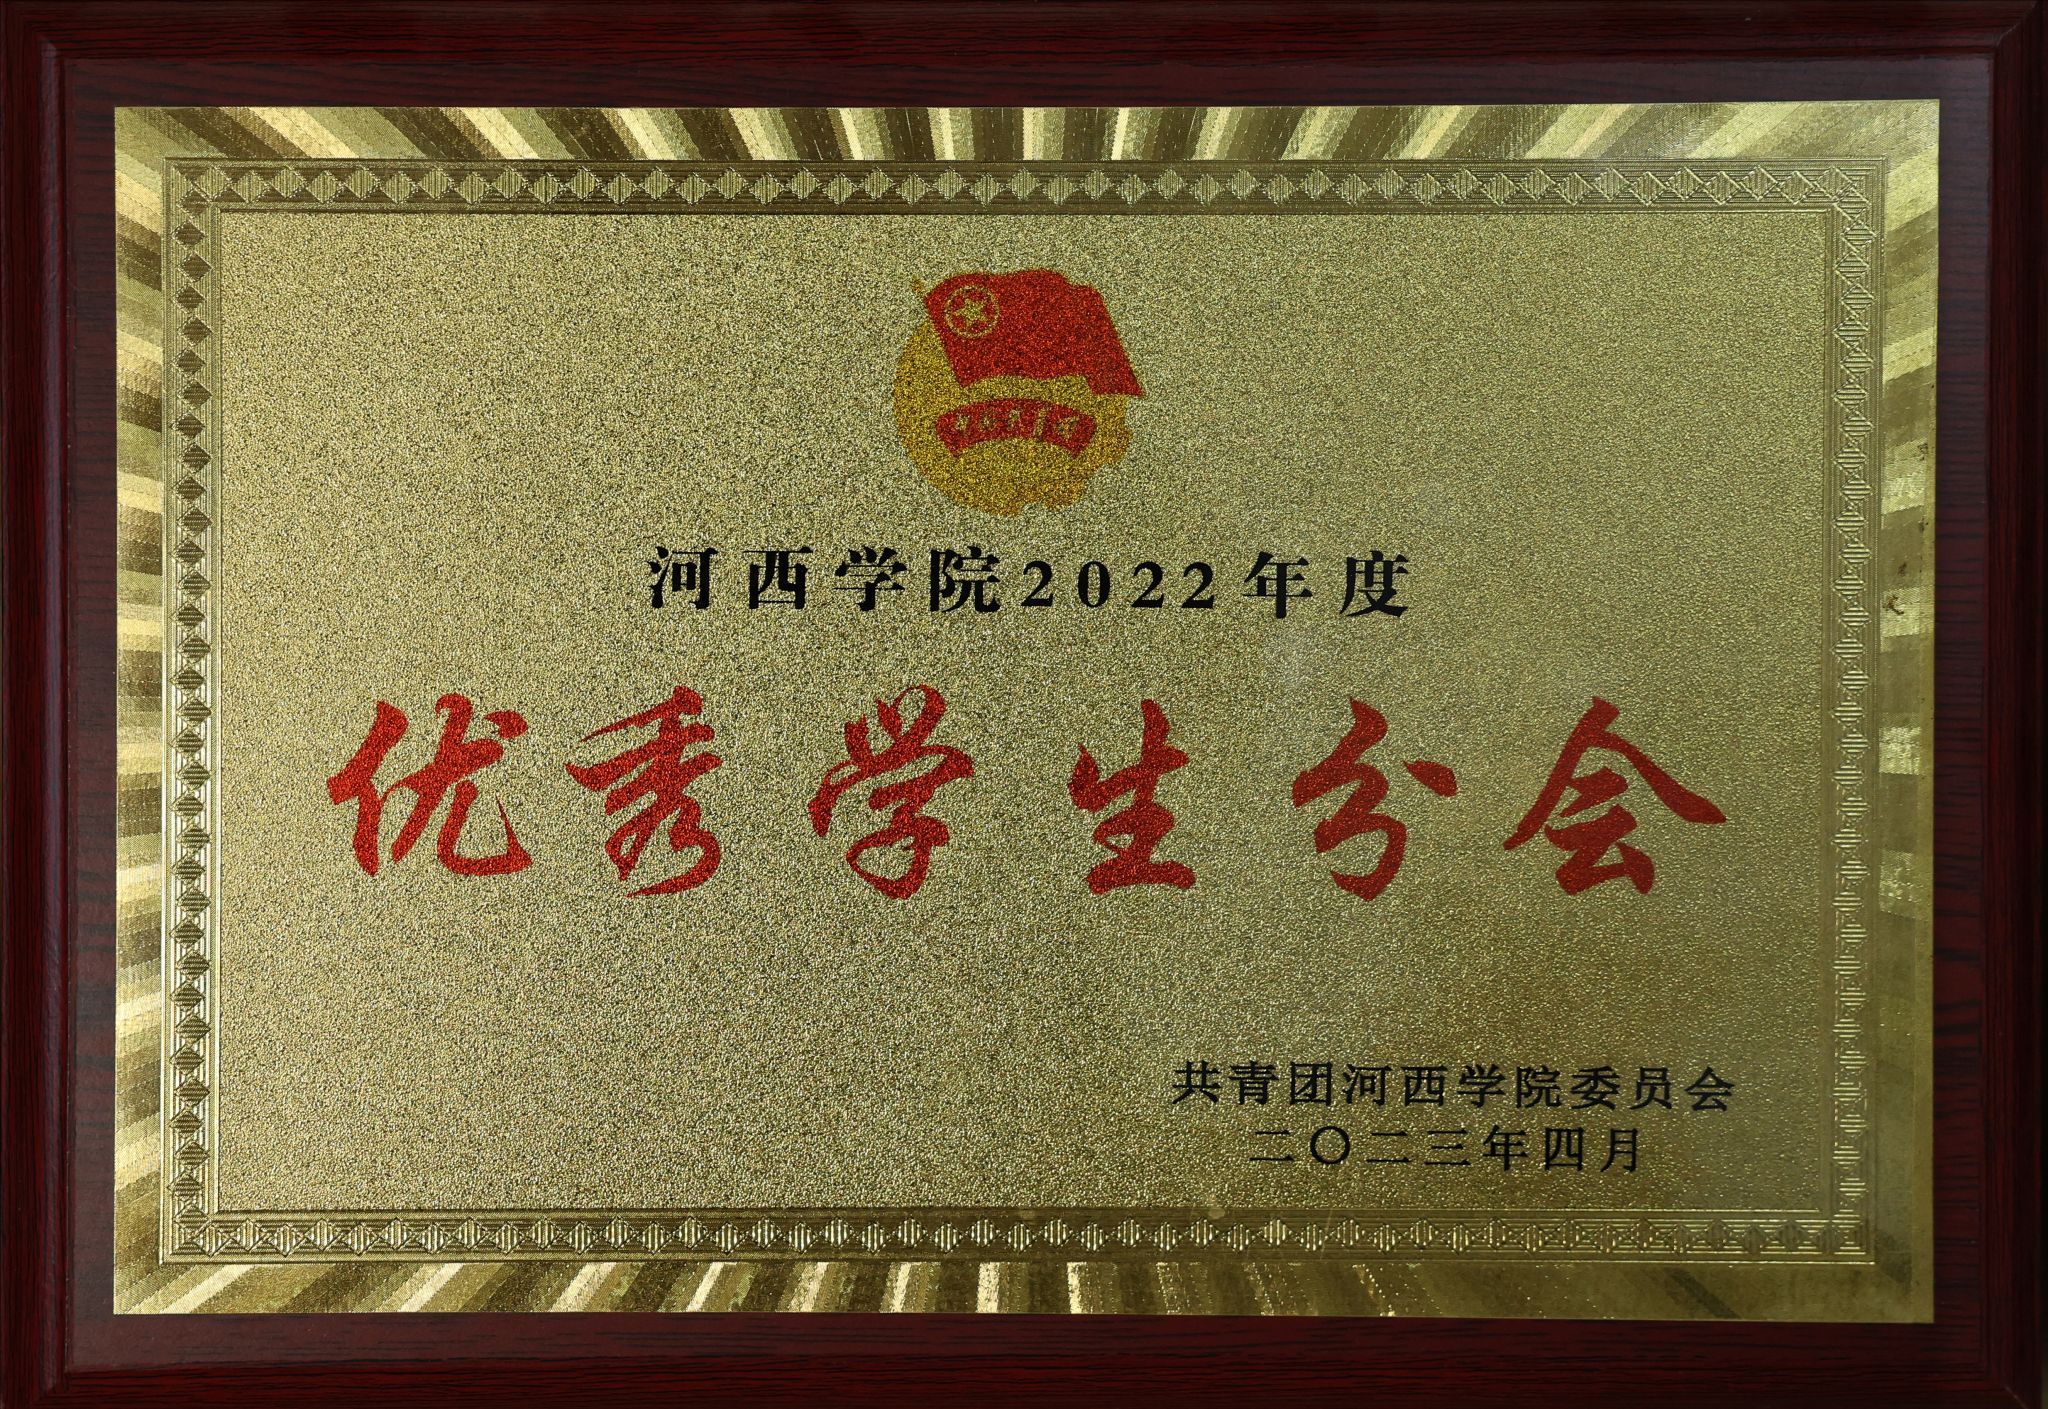 河西学院2022年度
优秀学生分会
共青团河西学院委员会
二〇二三年四月